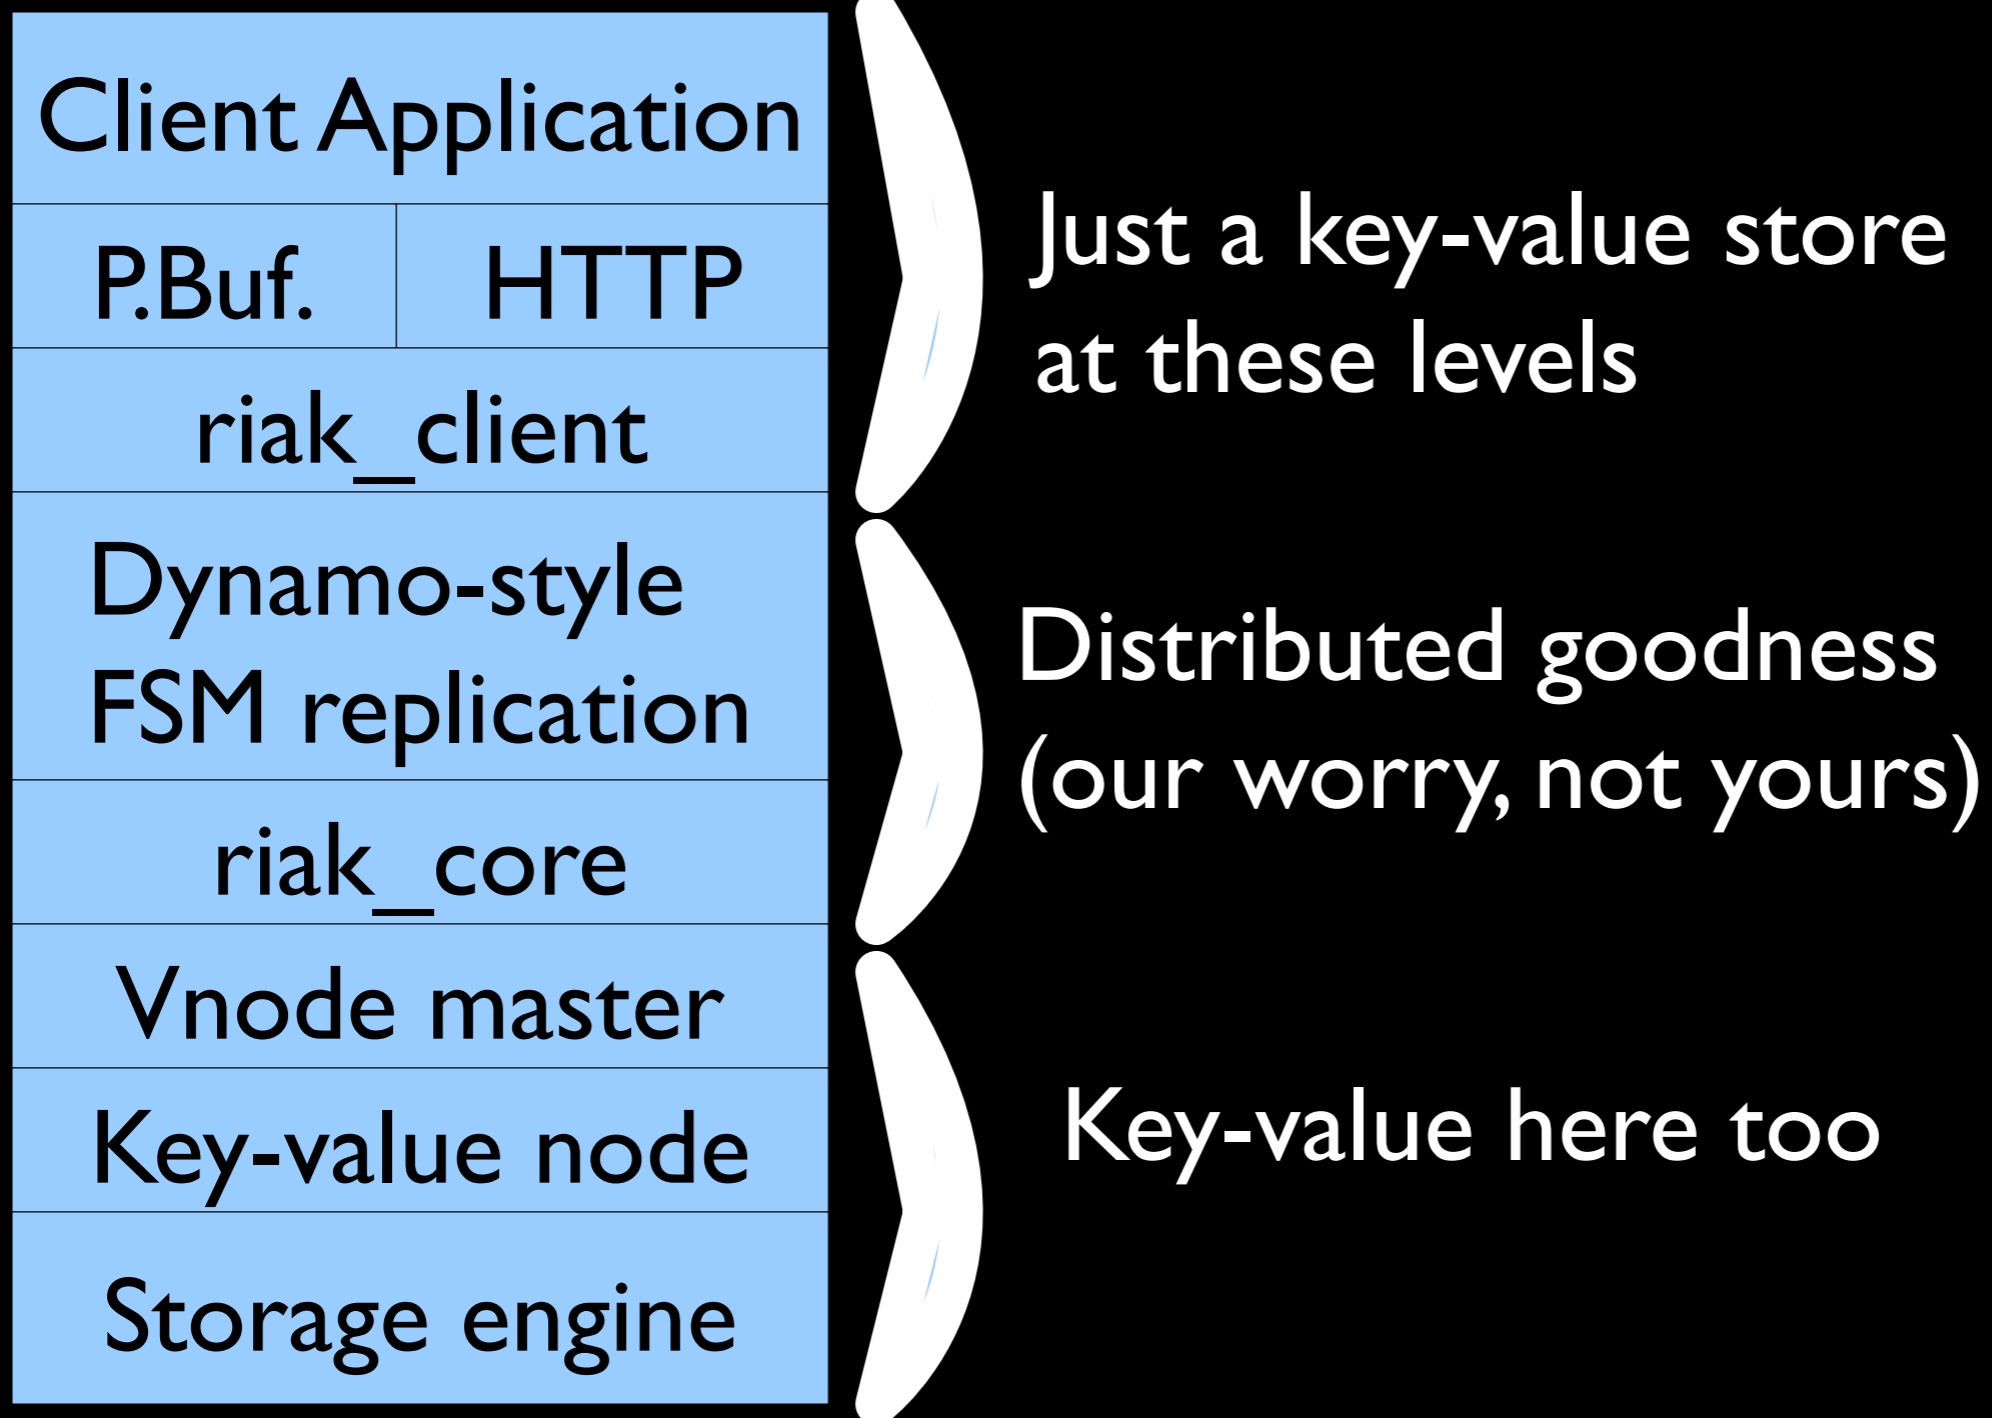 Client Application
P.Buf.
HTTP
riak_client
Dynamo-style
FSM replication
riak_core
Vnode master
Key-value node
Storage engine
Just a key-value store
at these levels
Distributed goodness
(our worry, not yours)
Key-value here too